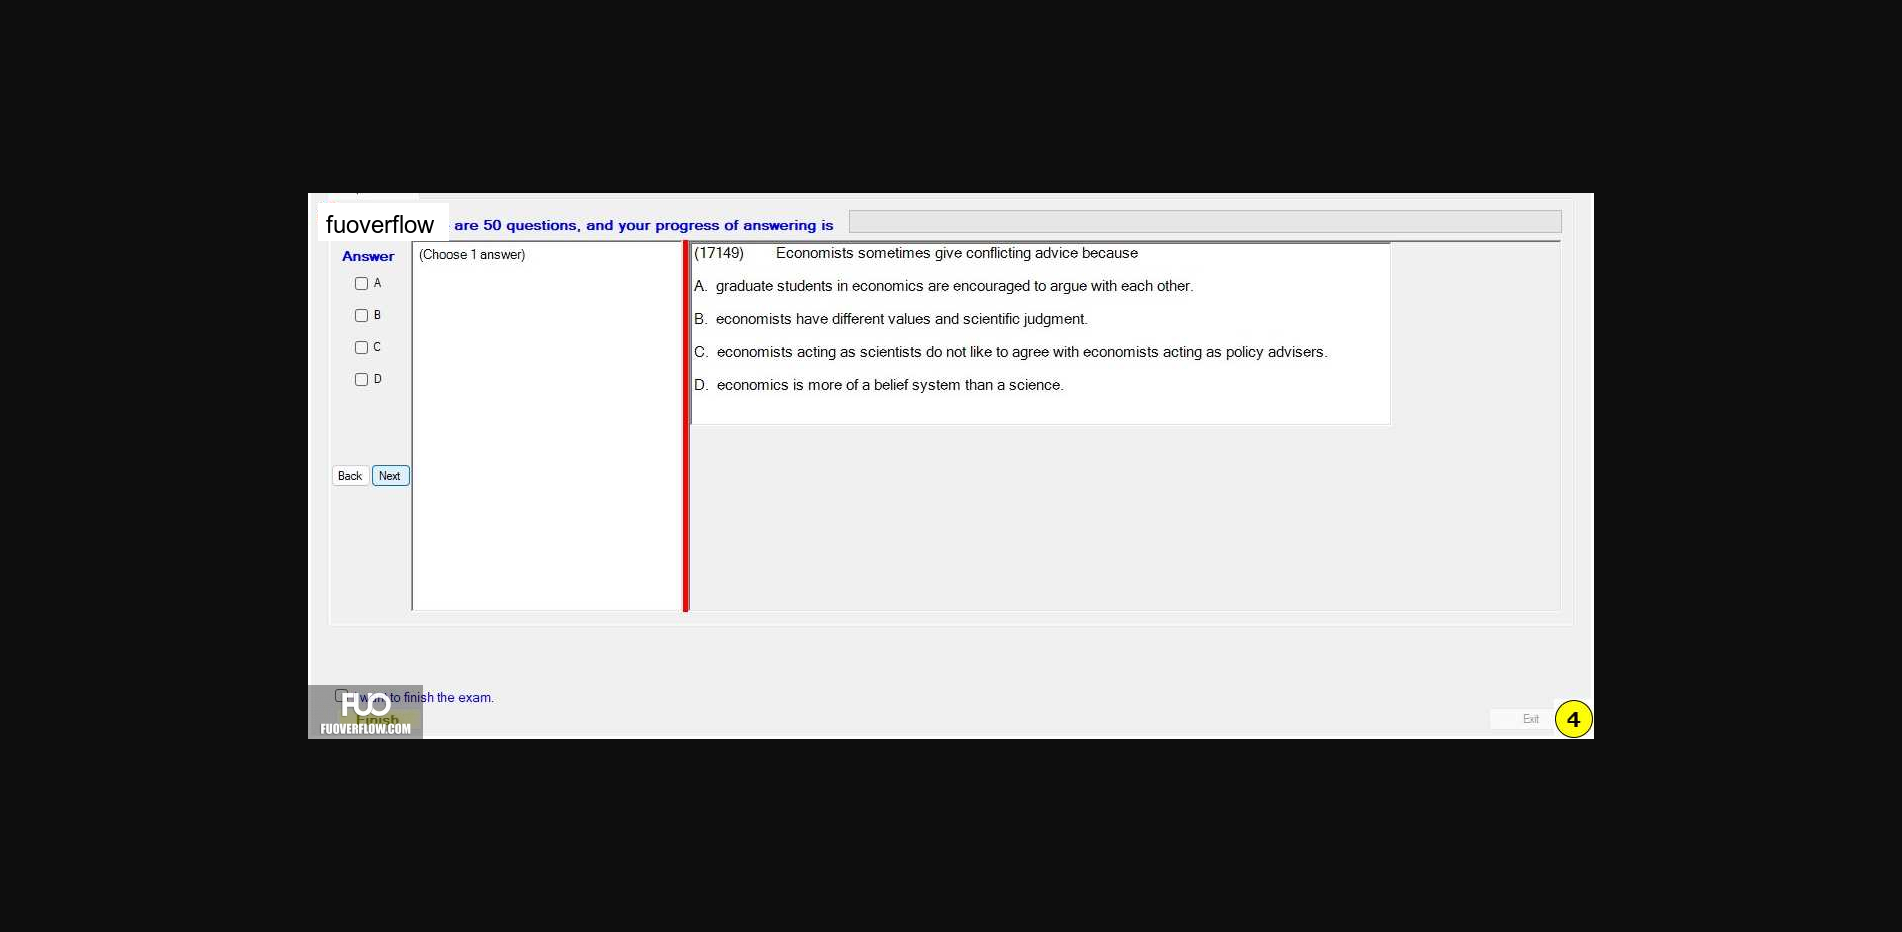 fuoverflow are 50 questions, and your progress of answering is
Answer
(Choose 1 answer)
A
B
C
D
Back Next
(17149) Economists sometimes give conflicting advice because
A. graduate students in economics are encouraged to argue with each other.
B. economists have different values and scientific judgment.
C. economists acting as scientists do not like to agree with economists acting as policy advisers.
D. economics is more of a belief system than a science.
I want to finish the exam.
Finish
FUO
FUOVERFLOW.COM
Exit
4